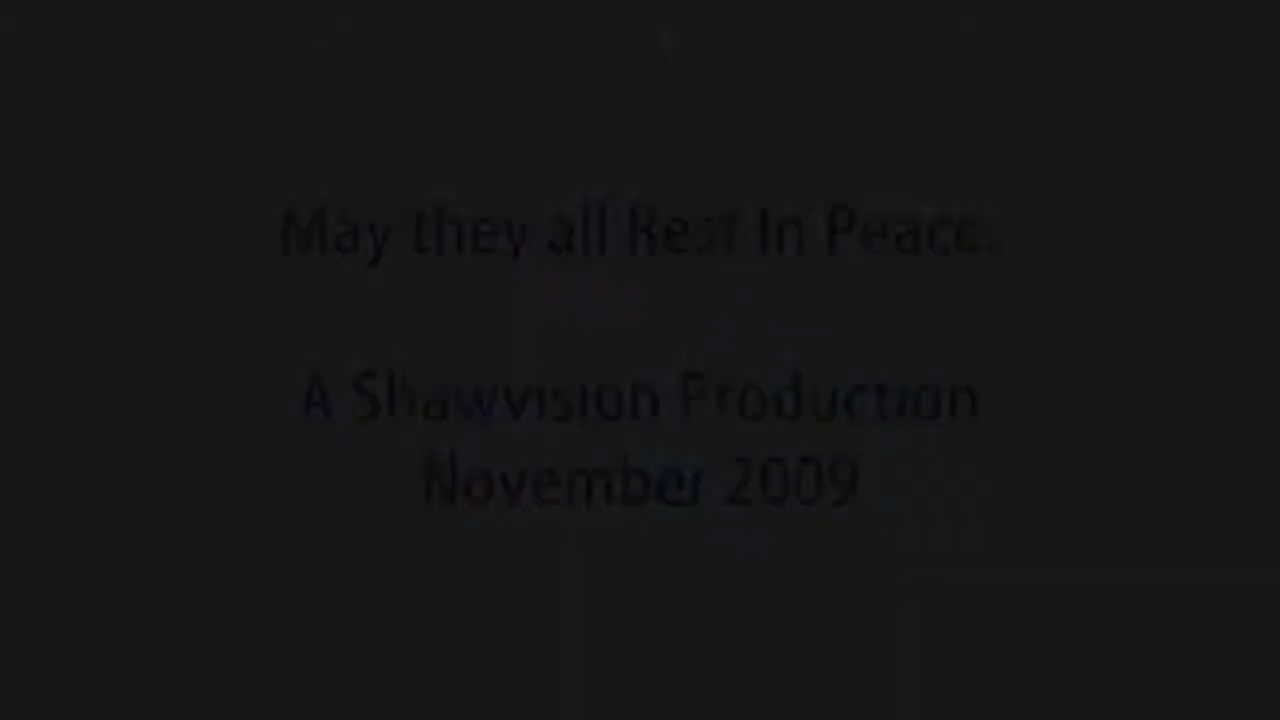 May they all Rest In Peace.
A Shawvision Production
November 2009